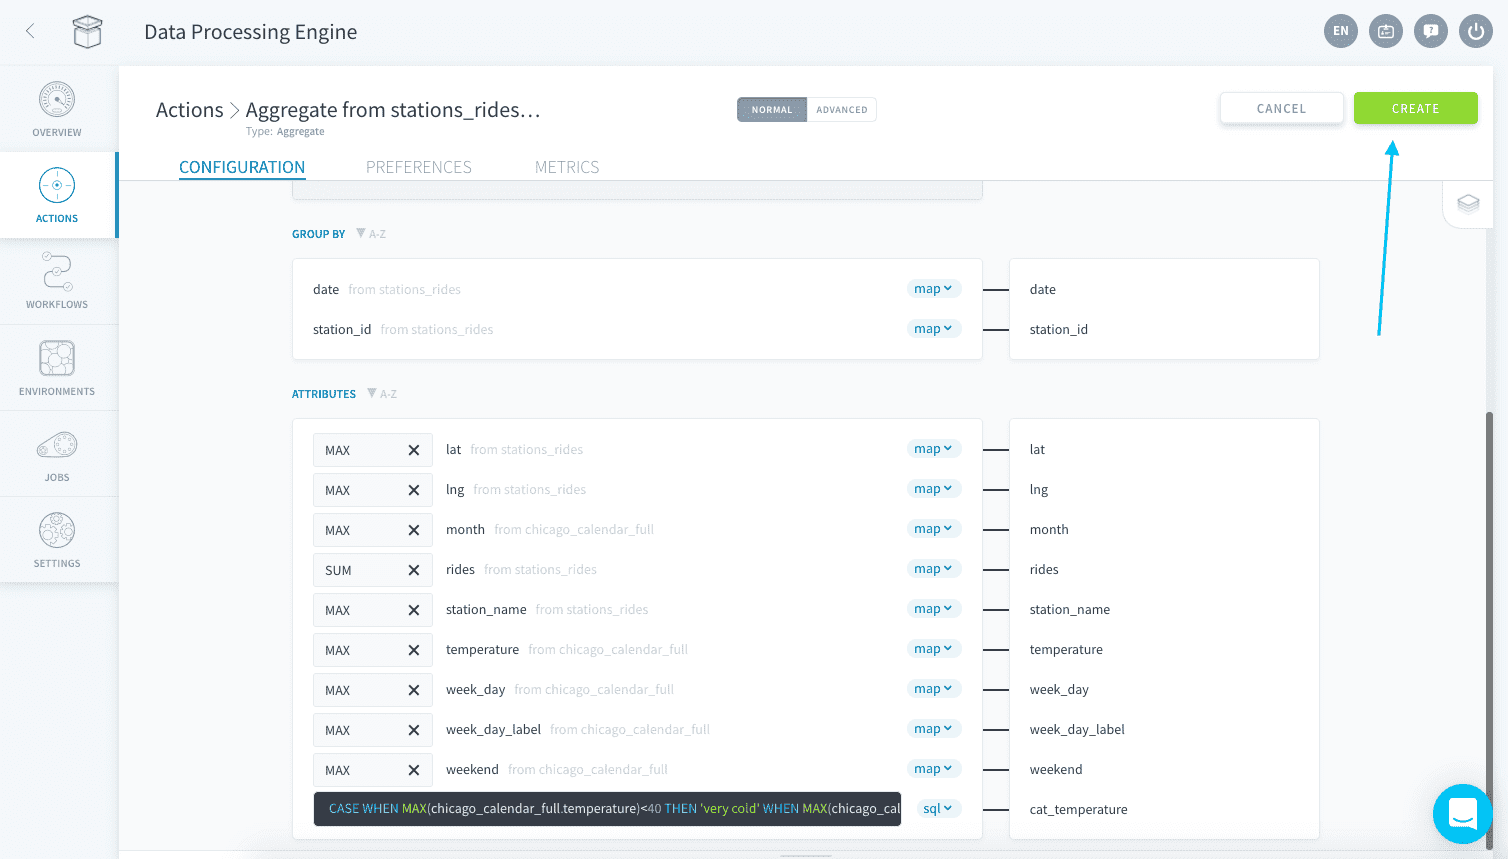 Data Processing Engine
EN
OVERVIEW
ACTIONS
WORKFLOWS
ENVIRONMENTS
JOBS
SETTINGS
Actions > Aggregate from stations_rides...
Type: Aggregate
NORMAL ADVANCED
CANCEL
CREATE
CONFIGURATION PREFERENCES METRICS
GROUP BY ▼ A-Z
date from stations_rides map date
station_id from stations_rides map station_id
ATTRIBUTES ▼ A-Z
MAX ✕ lat from stations_rides map lat
MAX ✕ lng from stations_rides map lng
MAX ✕ month from chicago_calendar_full map month
SUM ✕ rides from stations_rides map rides
MAX ✕ station_name from stations_rides map station_name
MAX ✕ temperature from chicago_calendar_full map temperature
MAX ✕ week_day from chicago_calendar_full map week_day
MAX ✕ week_day_label from chicago_calendar_full map week_day_label
MAX ✕ weekend from chicago_calendar_full map weekend
CASE WHEN MAX(chicago_calendar_full.temperature)<40 THEN 'very cold' WHEN MAX(chicago_cal sql cat_temperature